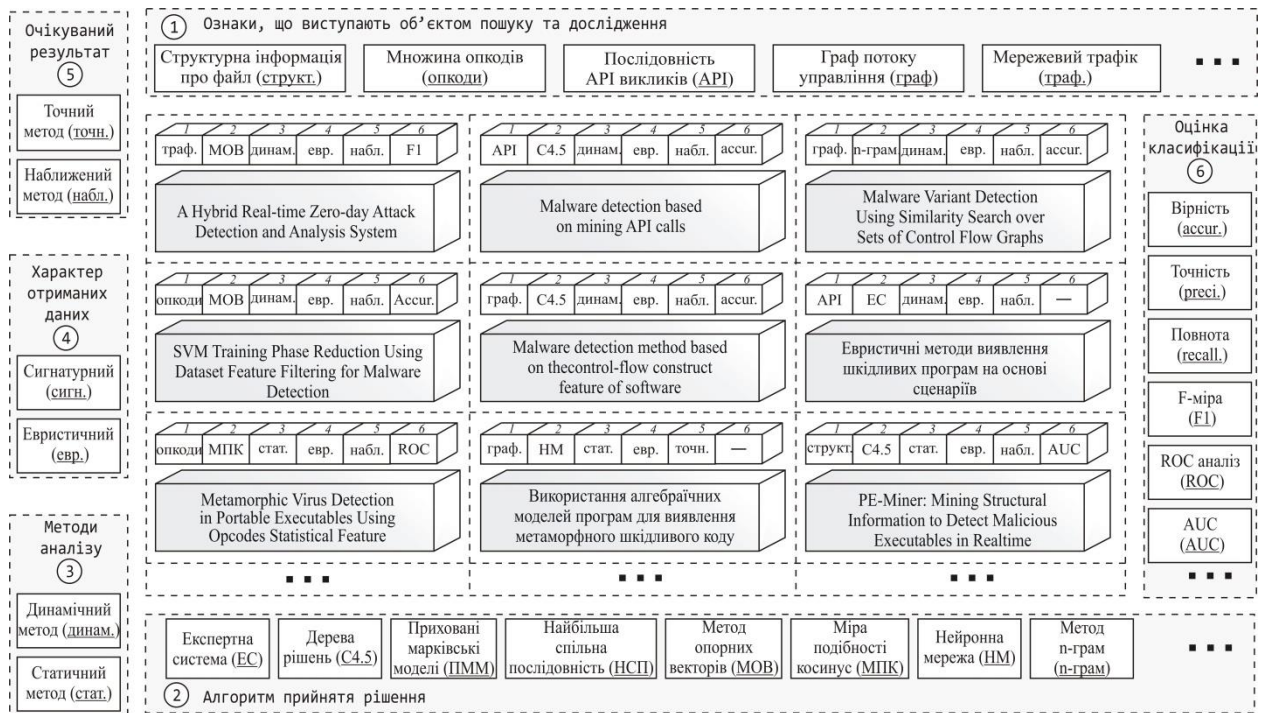 ① Ознаки, що виступають об’єктом пошуку та дослідження
Структурна інформація
про файл (структ.)
Множина опкодів
(опкоди)
Послідовність
API викликів (API)
Граф потоку
управління (граф)
Мережевий трафік
(траф.)
Очікуваний
результат
5
Точний
метод (точн.)
Наближений
метод (набл.)
Характер
отриманих
даних
4
Сигнатурний
(сигн.)
Евристичний
(евр.)
Методи
аналізу
3
Динамічний
метод (динам.)
Статичний
метод (стат.)
1 2 3 4 5 6
траф. МОВ динам. евр. набл. F1
A Hybrid Real-time Zero-day Attack
Detection and Analysis System
1 2 3 4 5 6
API C4.5 динам. евр. набл. accur.
Malware detection based
on mining API calls
1 2 3 4 5 6
граф. n-грам динам. евр. набл. accur.
Malware Variant Detection
Using Similarity Search over
Sets of Control Flow Graphs
1 2 3 4 5 6
опкоди МОВ динам. евр. набл. Accur.
SVM Training Phase Reduction Using
Dataset Feature Filtering for Malware
Detection
1 2 3 4 5 6
граф. C4.5 динам. евр. набл. accur.
Malware detection method based
on thecontrol-flow construct
feature of software
1 2 3 4 5 6
API ЕС динам. евр. набл. —
Евристичні методи виявлення
шкідливих програм на основі
сценаріїв
1 2 3 4 5 6
опкоди МПК стат. евр. набл. ROC
Metamorphic Virus Detection
in Portable Executables Using
Opcodes Statistical Feature
1 2 3 4 5 6
граф. НМ стат. евр. точн. —
Використання алгебраїчних
моделей програм для виявлення
метаморфного шкідливого коду
1 2 3 4 5 6
структ. C4.5 стат. евр. набл. AUC
PE-Miner: Mining Structural
Information to Detect Malicious
Executables in Realtime
Оцінка
класифікації
6
Вірність
(accur.)
Точність
(preci.)
Повнота
(recall.)
F-міра
(F1)
ROC аналіз
(ROC)
AUC
(AUC)
Експертна
система (ЕС)
Дерева
рішень (C4.5)
Приховані
марківські
моделі (ПММ)
Найбільша
спільна
послідовність (НСП)
Метод
опорних
векторів (МОВ)
Міра
подібності
косинус (МПК)
Нейронна
мережа (НМ)
Метод
n-грам
(n-грам)
② Алгоритм прийнятя рішення